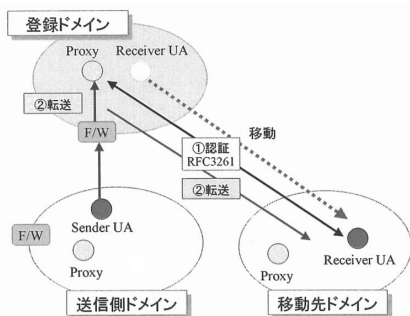 登録ドメイン
Proxy
Receiver UA
②転送
F/W
移動
①認証
RFC3261
②転送
F/W
Sender UA
Proxy
Proxy
Receiver UA
送信側ドメイン
移動先ドメイン